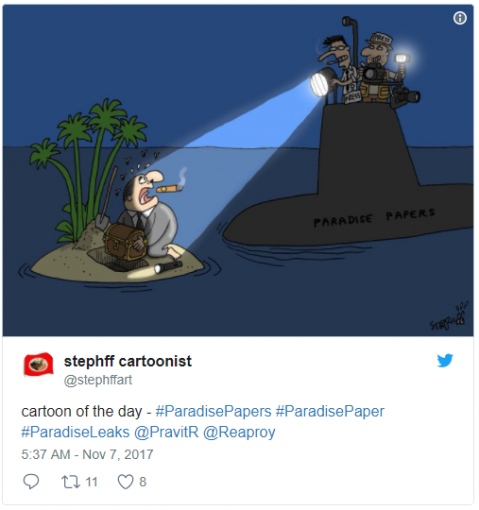 PARADISE PAPERS
stephff cartoonist
@stephffart
cartoon of the day - #ParadisePapers #ParadisePaper
#ParadiseLeaks @PravitR @Reaproy
5:37 AM - Nov 7, 2017
11
8